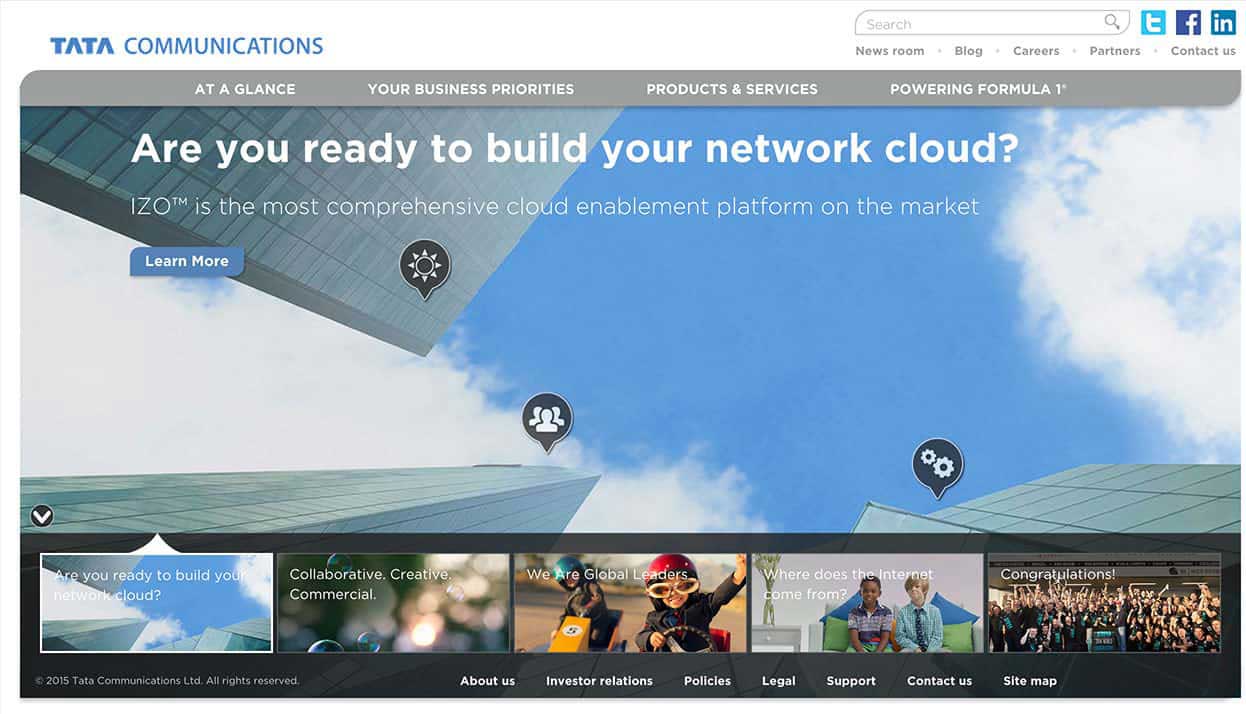 Search
TATA COMMUNICATIONS
News room • Blog • Careers • Partners • Contact us
AT A GLANCE
YOUR BUSINESS PRIORITIES
PRODUCTS & SERVICES
POWERING FORMULA 1®
Are you ready to build your network cloud?
IZO™ is the most comprehensive cloud enablement platform on the market
Learn More
Are you ready to build your
network cloud?
Collaborative. Creative.
Commercial.
We Are Global Leaders
Where does the Internet
come from?
Congratulations!
© 2015 Tata Communications Ltd. All rights reserved.
About us
Investor relations
Policies
Legal
Support
Contact us
Site map